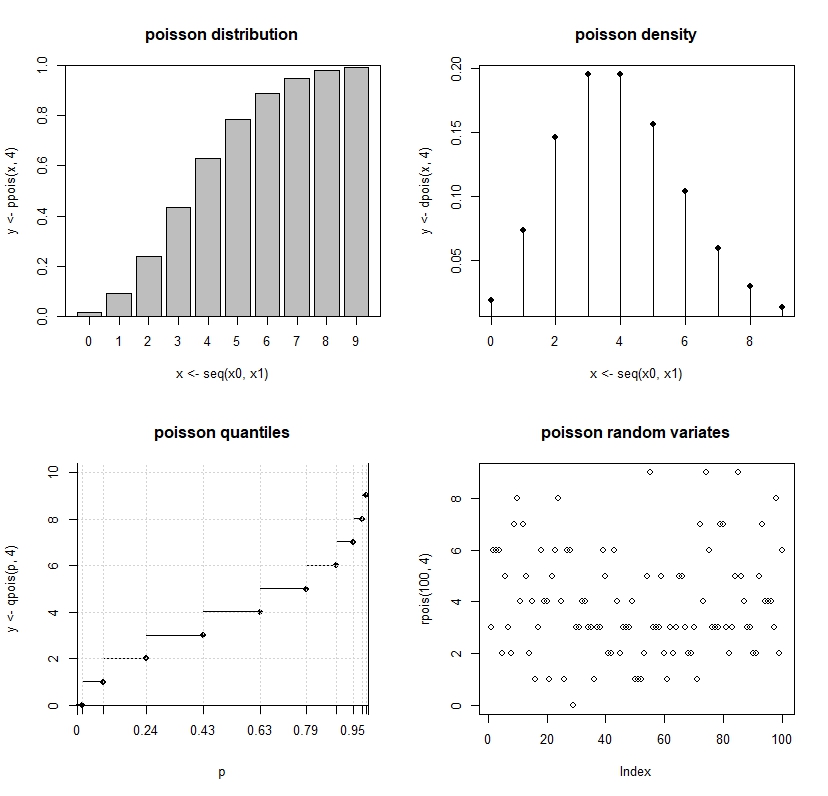 poisson distribution
y <- ppois(x, 4)
1.0
0.8
0.6
0.4
0.2
0.0
0 1 2 3 4 5 6 7 8 9
x <- seq(x0, x1)
poisson density
y <- dpois(x, 4)
0.20
0.15
0.10
0.05
0 2 4 6 8
x <- seq(x0, x1)
poisson quantiles
y <- qpois(p, 4)
10
8
6
4
2
0
0 0.24 0.43 0.63 0.79 0.95
p
poisson random variates
rpois(100, 4)
8
6
4
2
0
0 20 40 60 80 100
Index